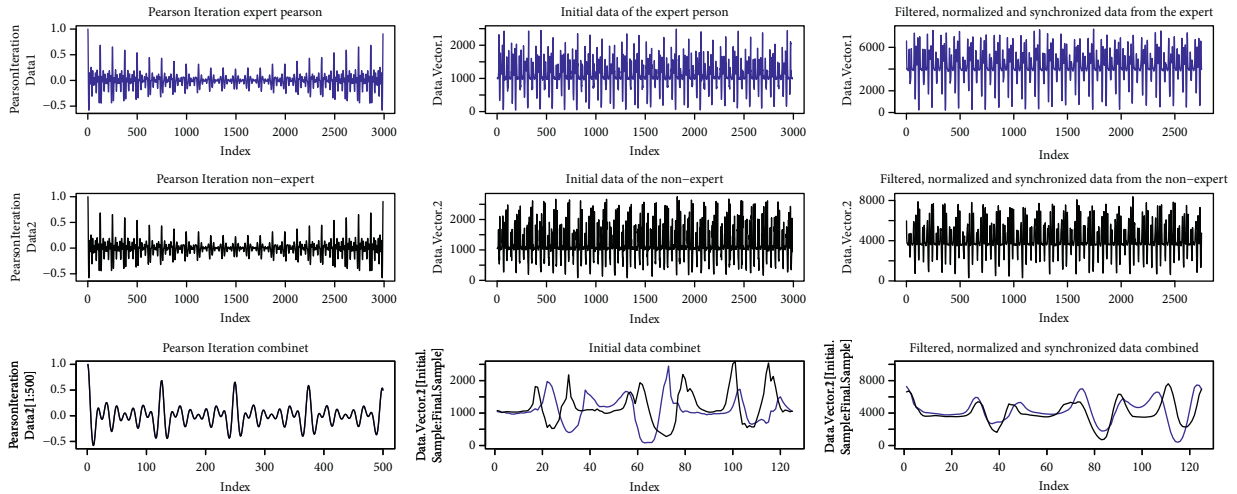 Pearson Iteration expert pearson
PearsonIteration
Data1
1.0
0.5
0.0
−0.5
0
500
1000
1500
2000
2500
3000
Index
Initial data of the expert person
Data.Vector.1
2000
1000
0
0
500
1000
1500
2000
2500
3000
Index
Filtered, normalized and synchronized data from the expert
Data.Vector.1
6000
4000
2000
0
0
500
1000
1500
2000
2500
Index
Pearson Iteration non−expert
PearsonIteration
Data2
1.0
0.5
0.0
−0.5
0
500
1000
1500
2000
2500
3000
Index
Initial data of the non−expert
Data.Vector.2
2000
1000
0
0
500
1000
1500
2000
2500
3000
Index
Filtered, normalized and synchronized data from the non−expert
Data.Vector.2
8000
4000
0
0
500
1000
1500
2000
2500
Index
Pearson Iteration combinet
PearsonIteration
Data2[1:500]
1.0
0.5
0.0
−0.5
0
100
200
300
400
500
Index
Initial data combinet
Data.Vector.2[Initial.
Sample:Final.Sample]
2000
1000
0
0
20
40
60
80
100
120
Index
Filtered, normalized and synchronized data combined
Data.Vector.2[Initial.
Sample:Final.Sample]
8000
4000
0
0
20
40
60
80
100
120
Index